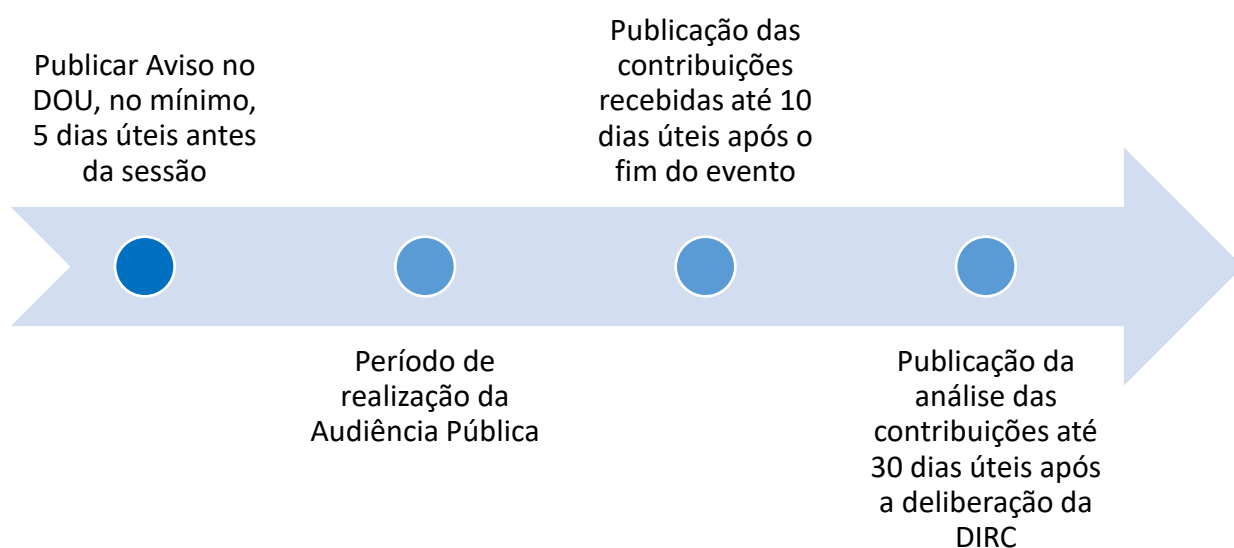 Publicar Aviso no
DOU, no mínimo,
5 dias úteis antes
da sessão
Período de
realização da
Audiência Pública
Publicação das
contribuições
recebidas até 10
dias úteis após o
fim do evento
Publicação da
análise das
contribuições até
30 dias úteis após
a deliberação da
DIRC